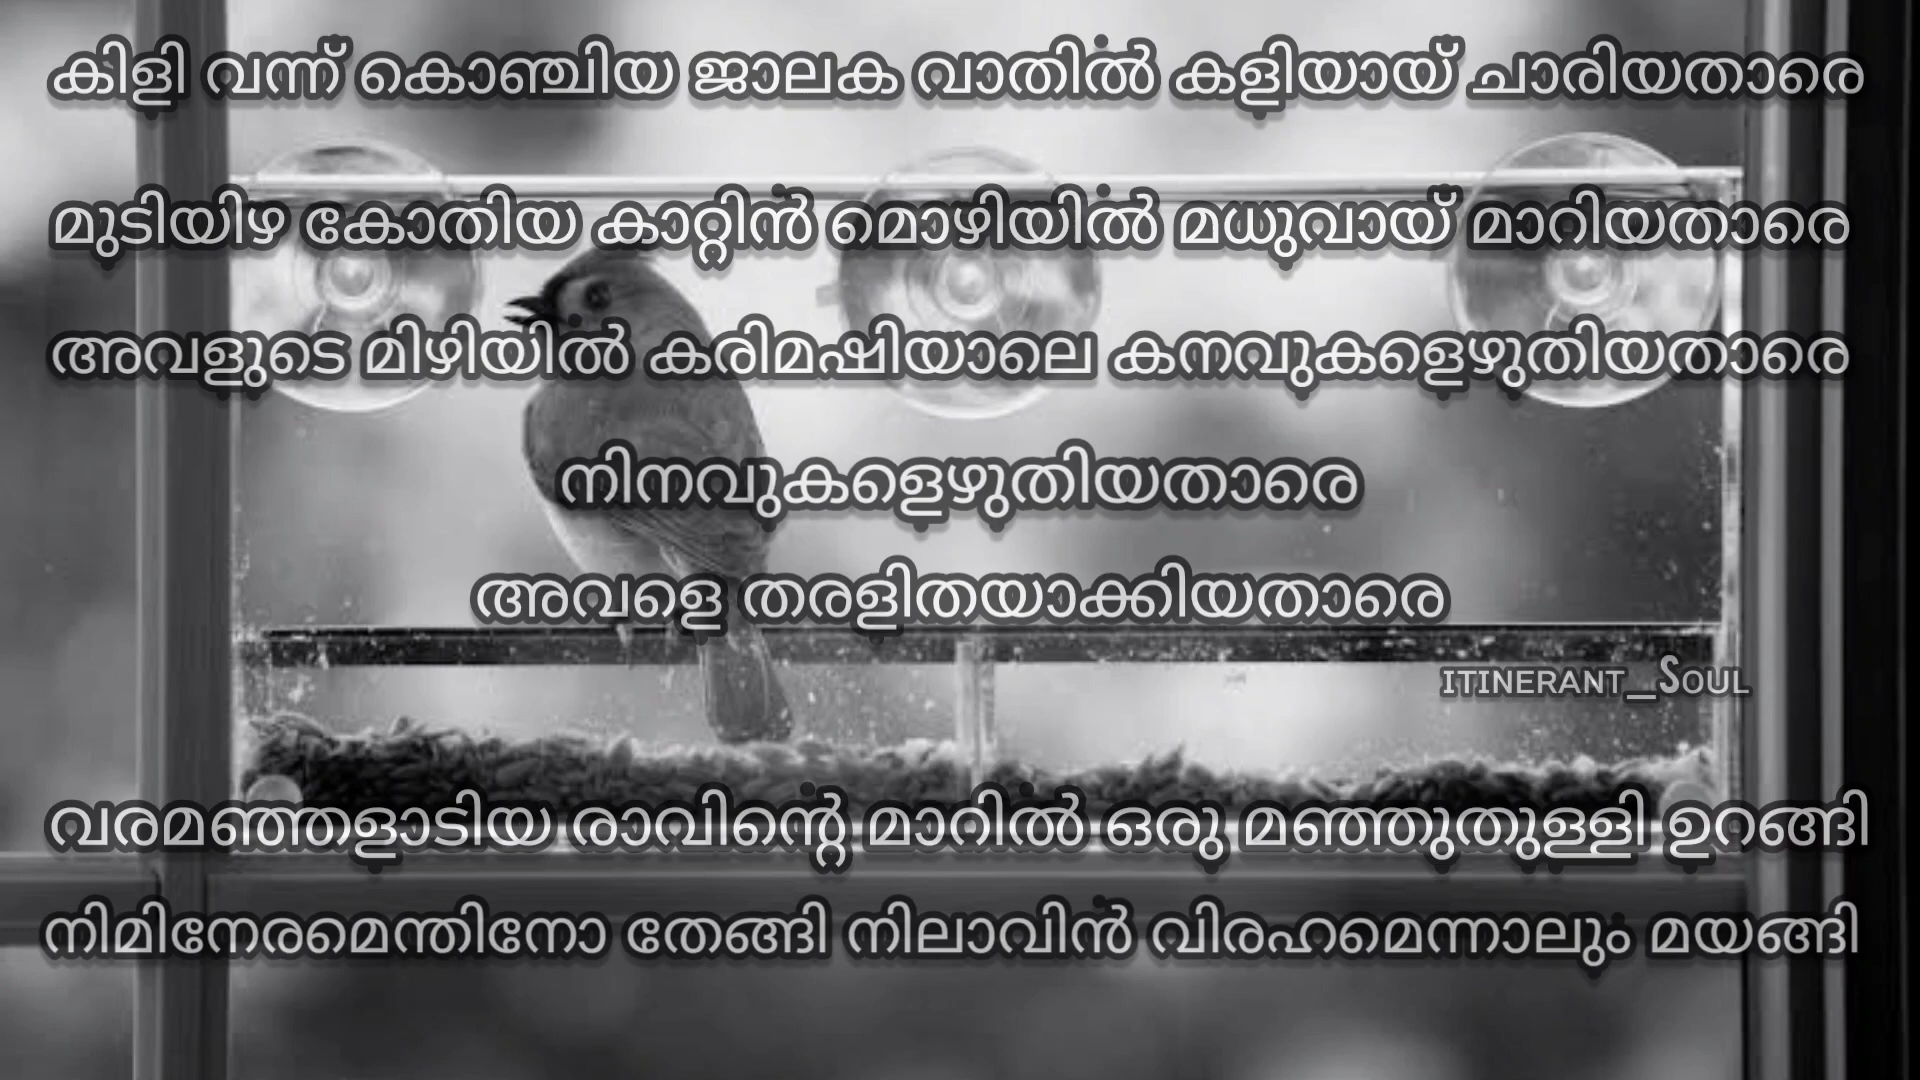 കിളി വന്ന് കൊഞ്ചിയ ജാലക വാതിൽ കളിയായ് ചാരിയതാരെ
മുടിയിഴ കോതിയ കാറ്റിൻ മൊഴിയിൽ മധുവായ് മാറിയതാരെ
അവളുടെ മിഴിയിൽ കരിമഷിയാലെ കനവുകളെഴുതിയതാരെ
നിനവുകളെഴുതിയതാരെ
അവളെ തരളിതയാക്കിയതാരെ
ITINERANT_SOUL
വരമഞ്ഞളാടിയ രാവിന്റെ മാറിൽ ഒരു മഞ്ഞുതുള്ളി ഉറങ്ങി
നിമിനേരമെന്തിനോ തേങ്ങി നിലാവിൻ വിരഹമെന്നാലും മയങ്ങി